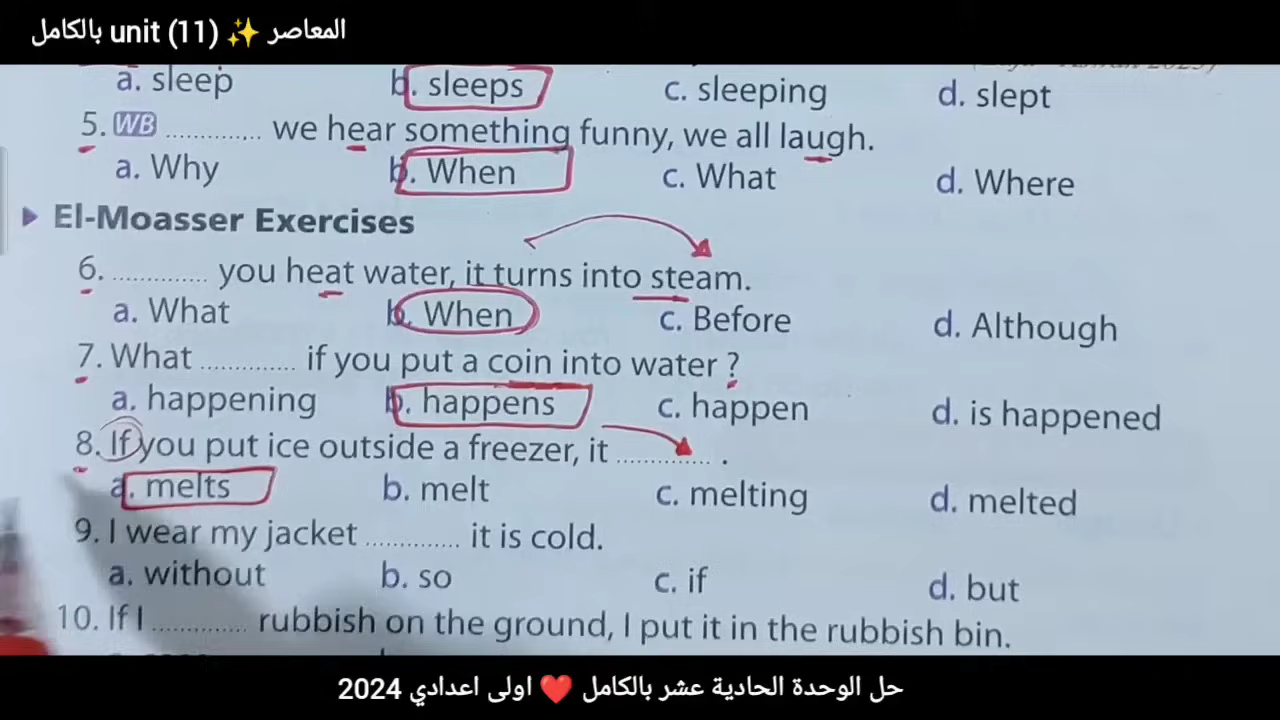 المعاصر ✨ unit (11) بالكامل
a. sleep b. sleeps c. sleeping d. slept
5. WB ............. we hear something funny, we all laugh.
a. Why b. When c. What d. Where
El-Moasser Exercises
6. ............. you heat water, it turns into steam.
a. What b. When c. Before d. Although
7. What ............. if you put a coin into water ?
a. happening b. happens c. happen d. is happened
8. If you put ice outside a freezer, it ............. .
a. melts b. melt c. melting d. melted
9. I wear my jacket ............. it is cold.
a. without b. so c. if d. but
10. If I ............. rubbish on the ground, I put it in the rubbish bin.
حل الوحدة الحادية عشر بالكامل ❤️ اولى اعدادي 2024